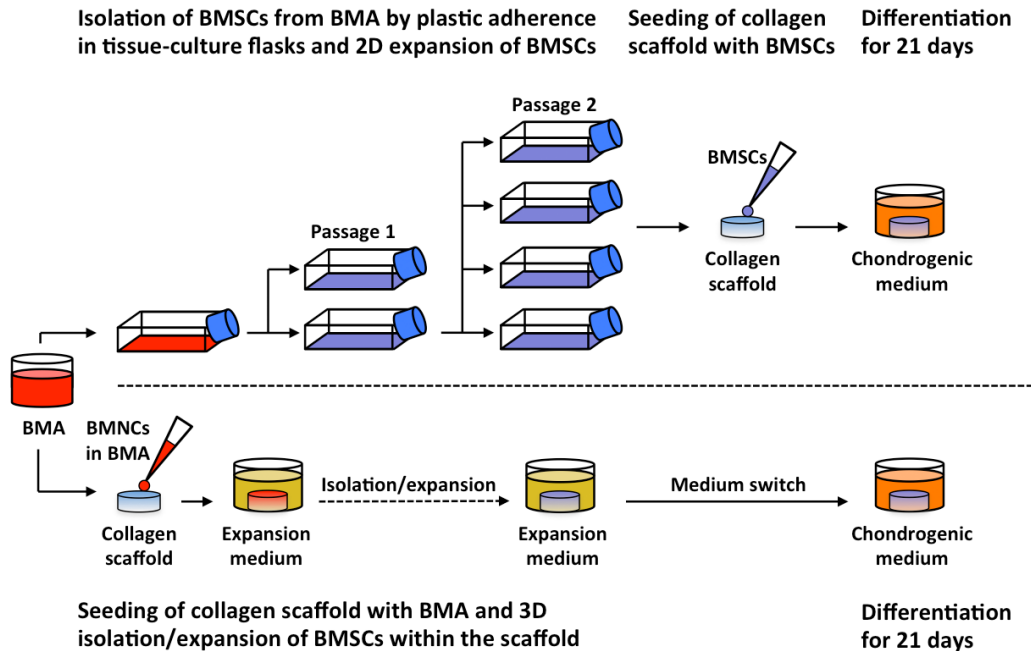 Isolation of BMSCs from BMA by plastic adherence
in tissue-culture flasks and 2D expansion of BMSCs
Seeding of collagen
scaffold with BMSCs
Differentiation
for 21 days
Passage 2
Passage 1
BMSCs
Collagen
scaffold
Chondrogenic
medium
BMA
BMNCs
in BMA
Collagen
scaffold
Expansion
medium
Isolation/expansion
Expansion
medium
Medium switch
Chondrogenic
medium
Seeding of collagen scaffold with BMA and 3D
isolation/expansion of BMSCs within the scaffold
Differentiation
for 21 days